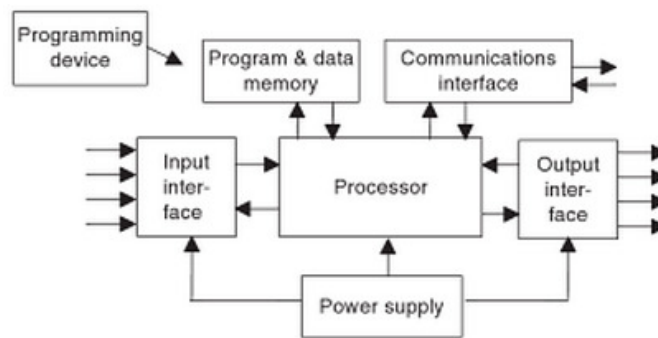 Programming
device
Program & data
memory
Communications
interface
Input
inter-
face
Processor
Output
inter-
face
Power supply